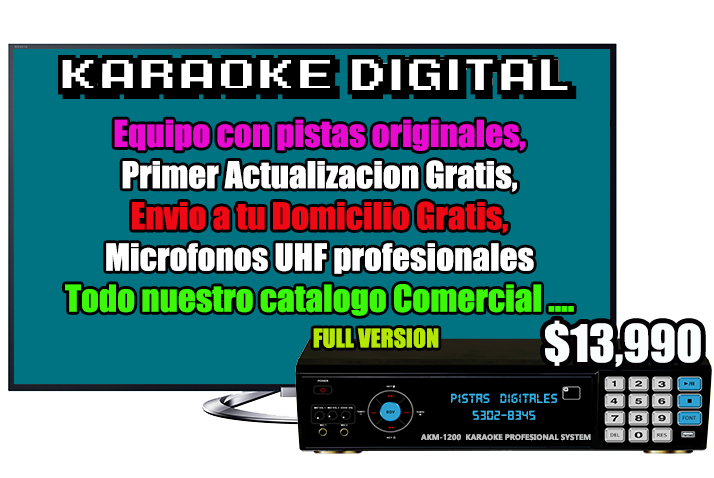 KARAOKE DIGITAL
Equipo con pistas originales,
Primer Actualizacion Gratis,
Envio a tu Domicilio Gratis,
Microfonos UHF profesionales
Todo nuestro catalogo Comercial ....
FULL VERSION
$13,990
POWER
PISTAS DIGITALES
5302-8345
AKM-1200 KARAOKE PROFESIONAL SYSTEM
1 2 3
4 5 6
7 8 9 FONT
DEL 0 RES